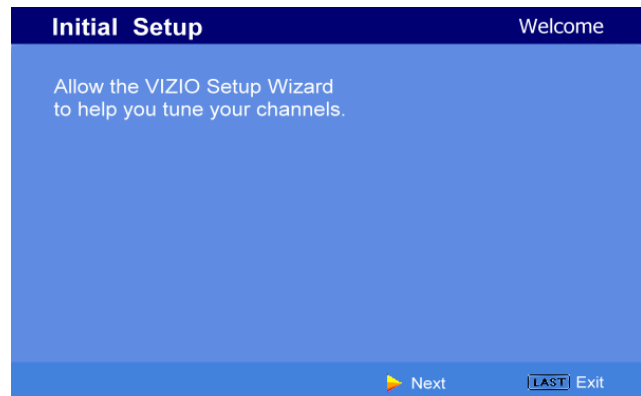 Initial Setup Welcome
Allow the VIZIO Setup Wizard
to help you tune your channels.
Next LAST Exit